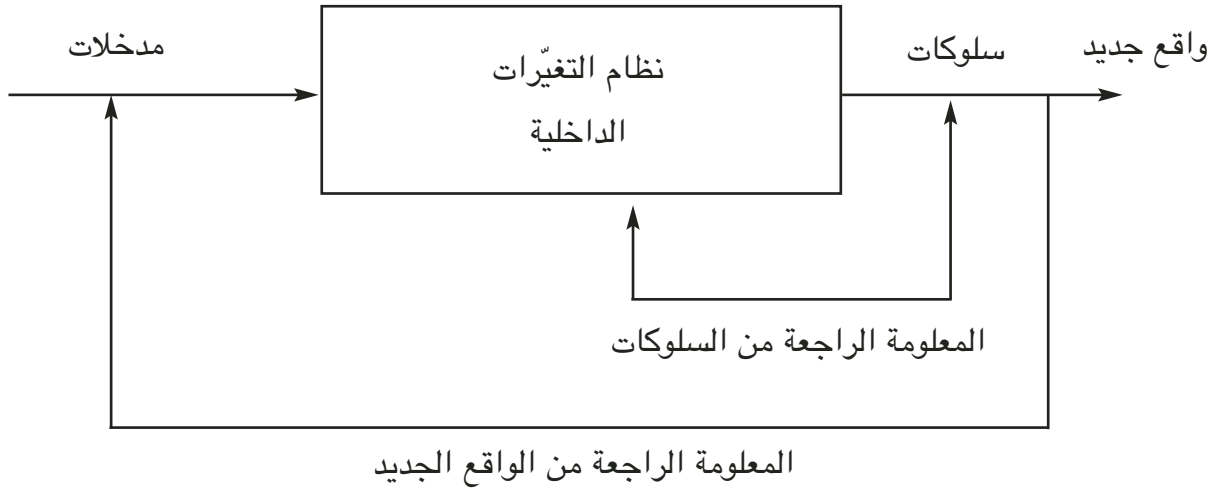 واقع جديد
سلوكات
مدخلات
نظام التغيّرات
الداخلية
المعلومة الراجعة من السلوكات
المعلومة الراجعة من الواقع الجديد